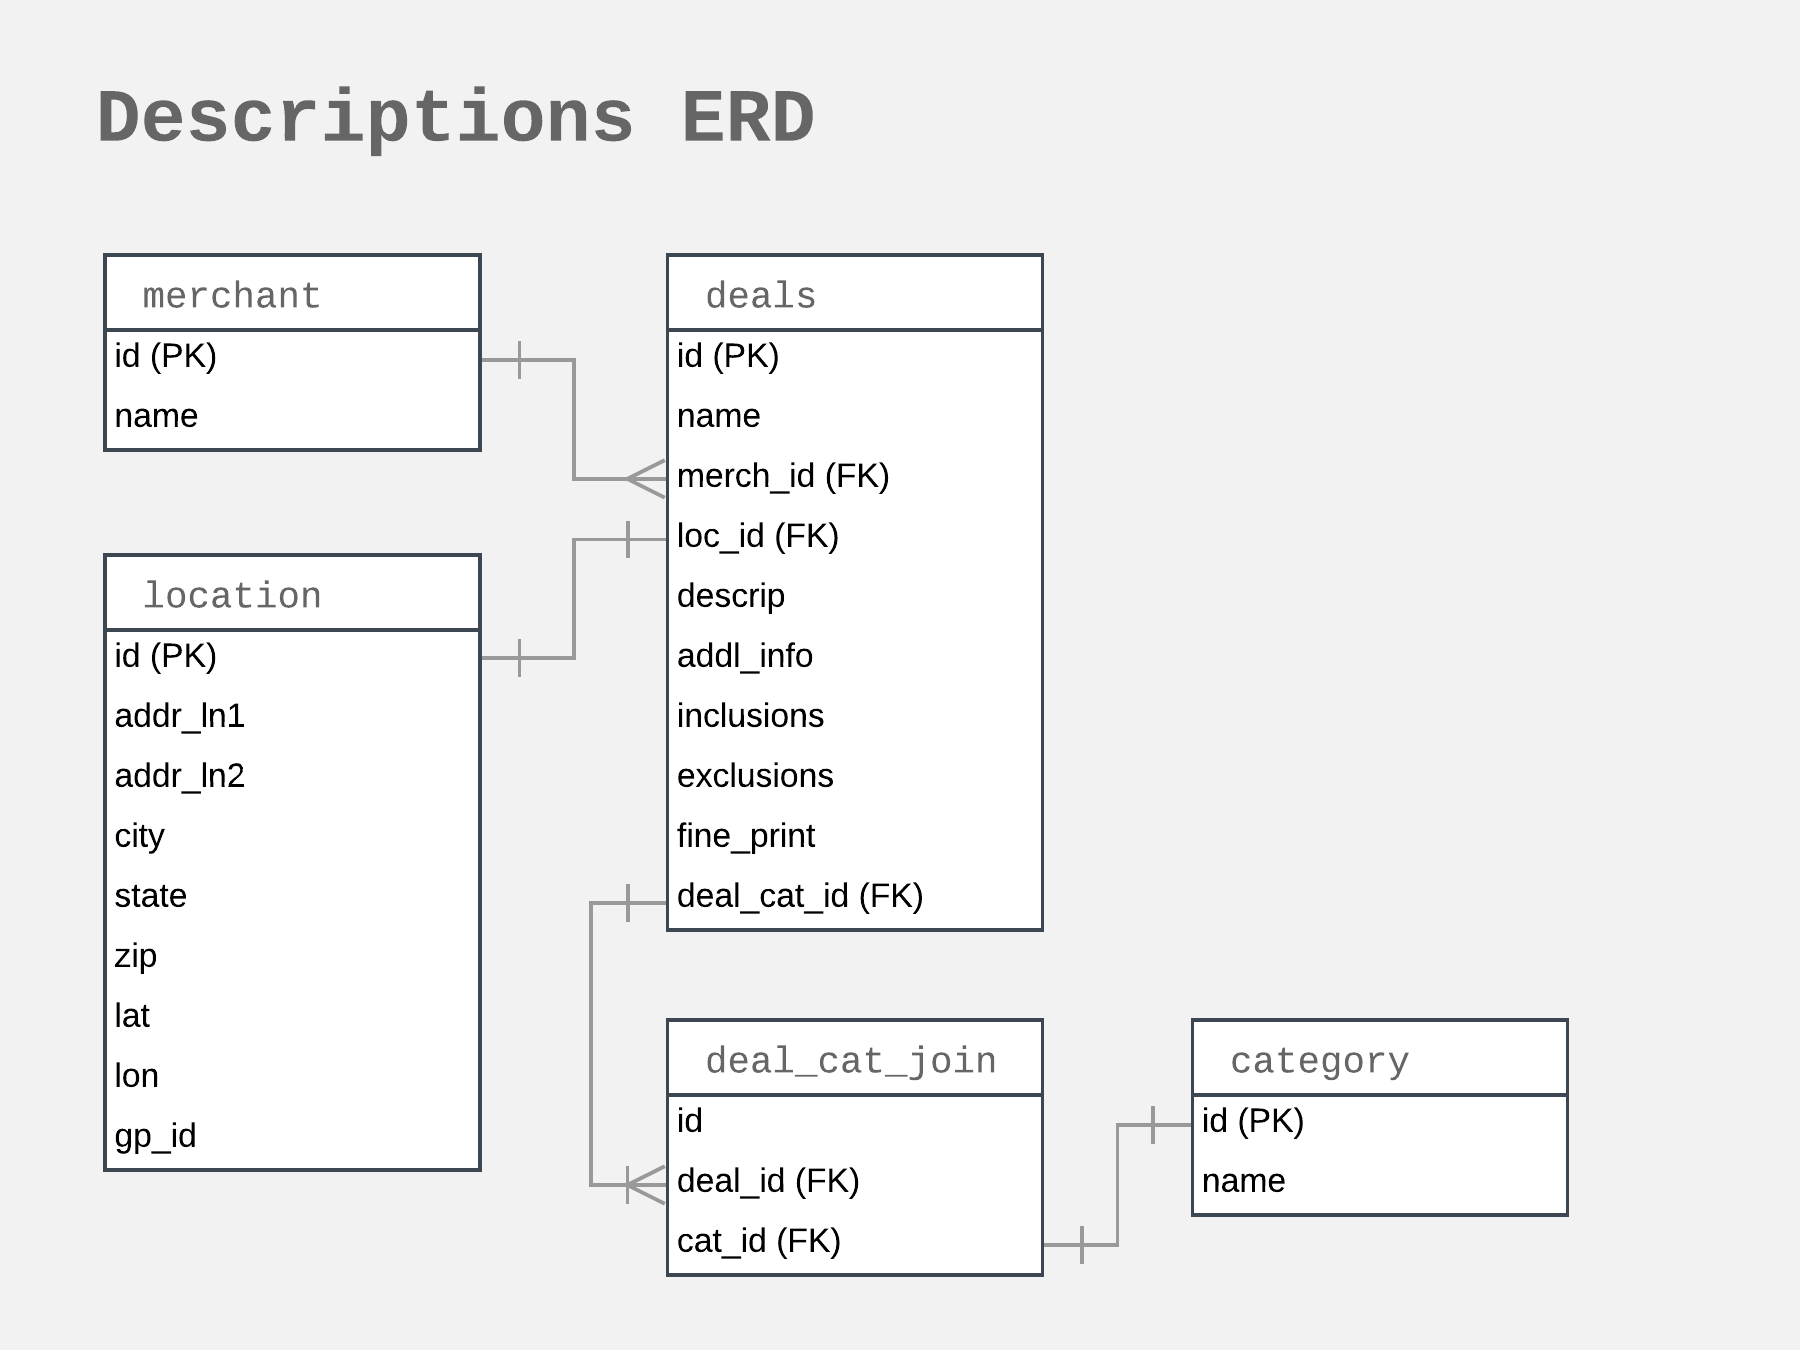 Descriptions ERD
merchant
id (PK)
name
location
id (PK)
addr_ln1
addr_ln2
city
state
zip
lat
lon
gp_id
deals
id (PK)
name
merch_id (FK)
loc_id (FK)
descrip
addl_info
inclusions
exclusions
fine_print
deal_cat_id (FK)
deal_cat_join
id
deal_id (FK)
cat_id (FK)
category
id (PK)
name